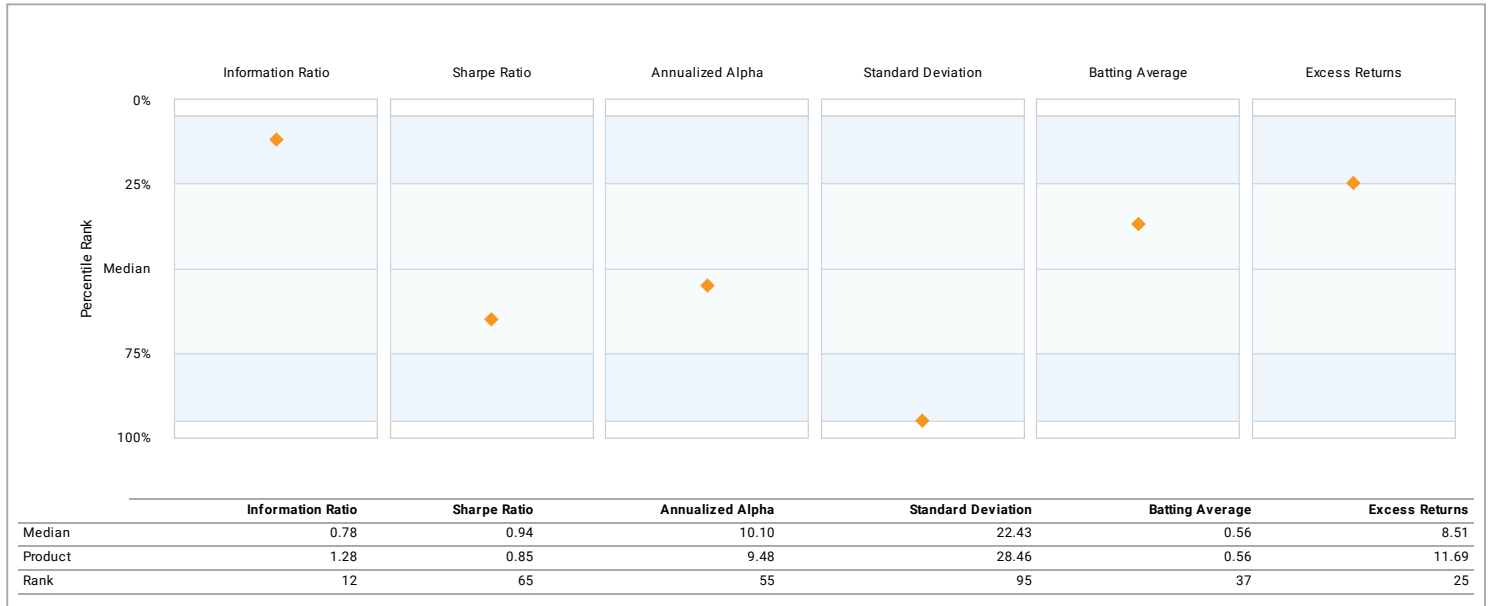 Information Ratio Sharpe Ratio Annualized Alpha Standard Deviation Batting Average Excess Returns
0%
25%
Median
75%
100%
Percentile Rank
Information Ratio Sharpe Ratio Annualized Alpha Standard Deviation Batting Average Excess Returns
Median 0.78 0.94 10.10 22.43 0.56 8.51
Product 1.28 0.85 9.48 28.46 0.56 11.69
Rank 12 65 55 95 37 25